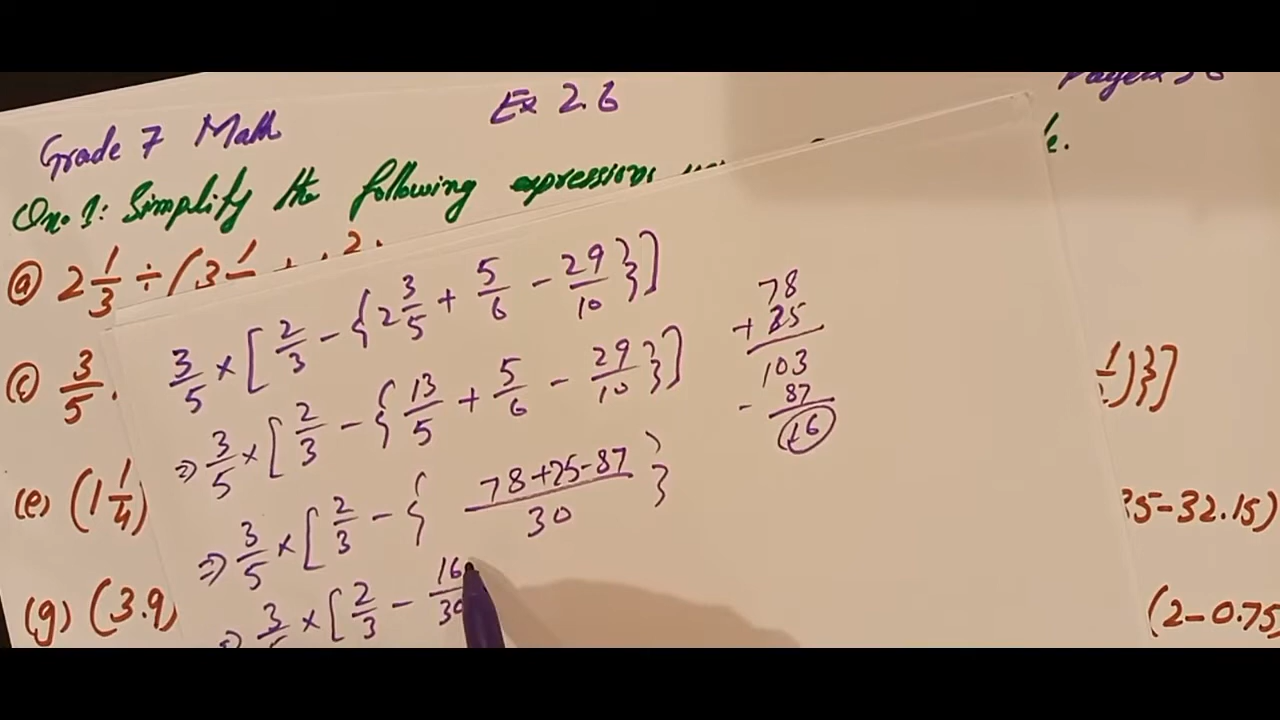 Grade 7 Math
Ex 2.6
Qn. 1: Simplify the following expressions
(a) 2 1/3 ÷ (3 1/
3/5 × [2/3 - {2 3/5 + 5/6 - 29/10}]
(c) 3/5
⇒ 3/5 × [2/3 - {13/5 + 5/6 - 29/10}]
78
+ 25
103
- 87
16
)}]
(e) (1 1/4)
⇒ 3/5 × [2/3 - { 78+25-87/30 }
35-32.15)
(g) (3.9
⇒ 3/5 × [2/3 - 16/30
(2-0.75